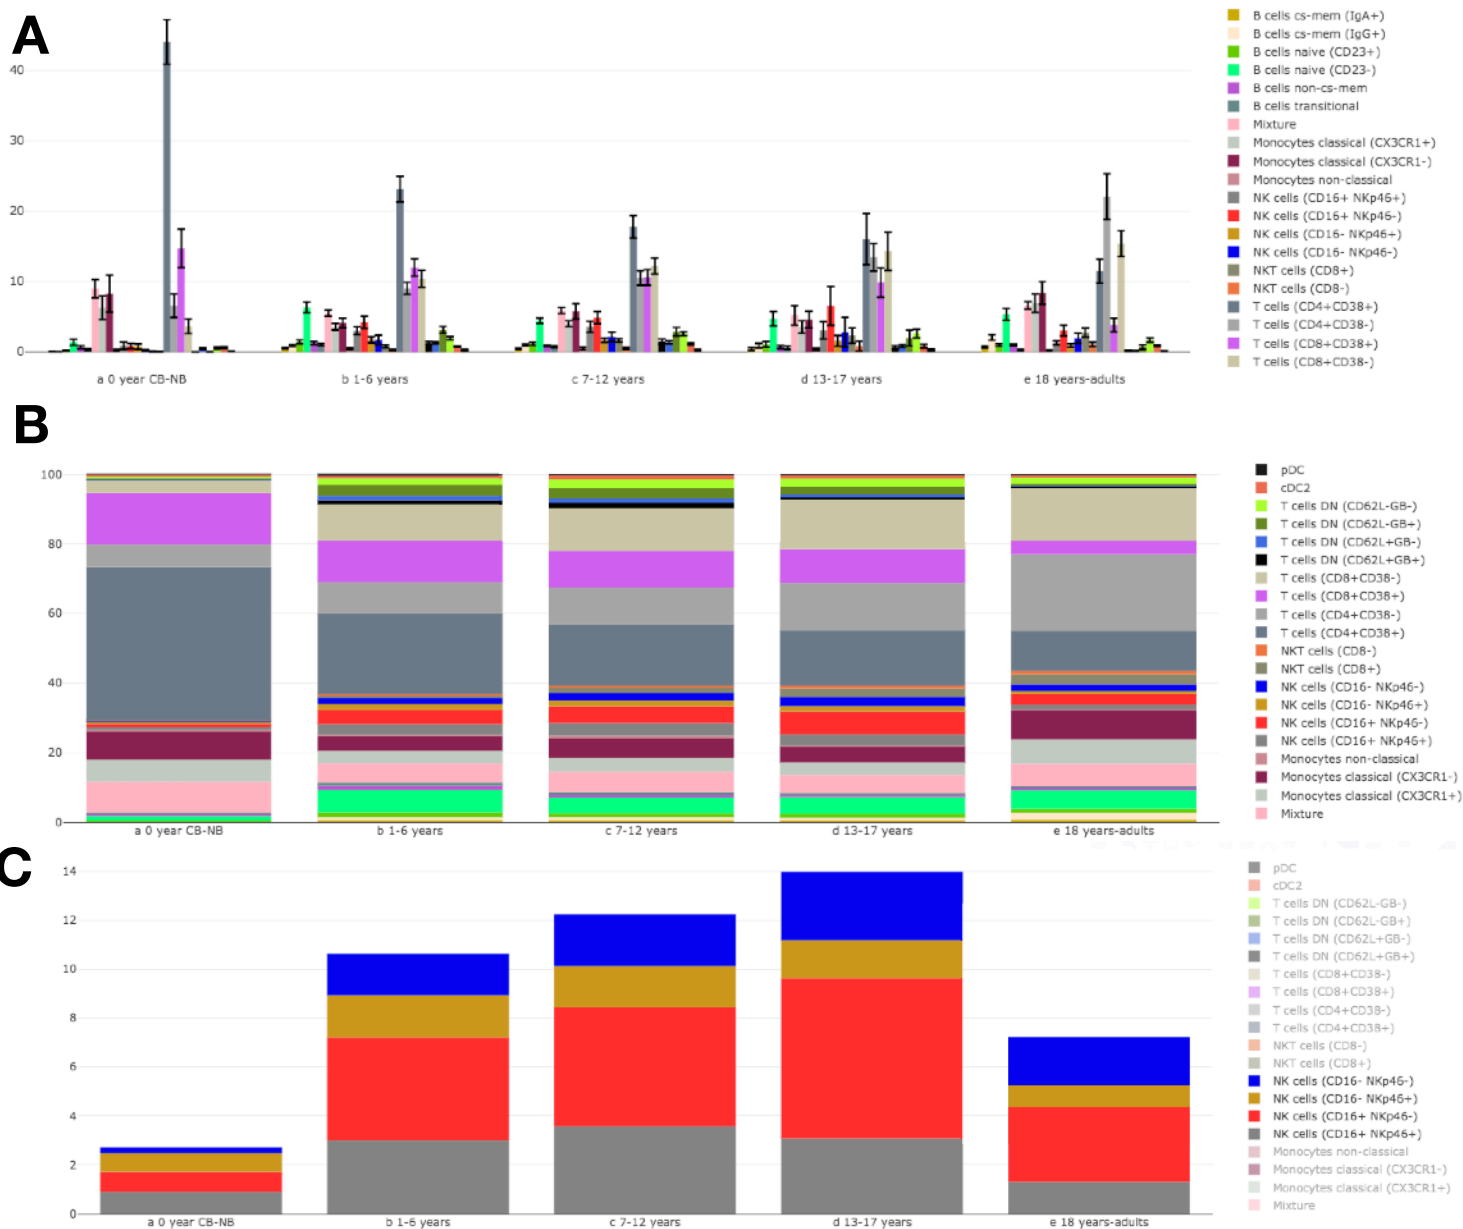 A
40
30
20
10
0
a 0 year CB-NB
b 1-6 years
c 7-12 years
d 13-17 years
e 18 years-adults
B cells cs-mem (IgA+)
B cells cs-mem (IgG+)
B cells naive (CD23+)
B cells naive (CD23-)
B cells non-cs-mem
B cells transitional
Mixture
Monocytes classical (CX3CR1+)
Monocytes classical (CX3CR1-)
Monocytes non-classical
NK cells (CD16+ NKp46+)
NK cells (CD16+ NKp46-)
NK cells (CD16- NKp46+)
NK cells (CD16- NKp46-)
NKT cells (CD8+)
NKT cells (CD8-)
T cells (CD4+CD38+)
T cells (CD4+CD38-)
T cells (CD8+CD38+)
T cells (CD8+CD38-)
B
100
80
60
40
20
0
a 0 year CB-NB
b 1-6 years
c 7-12 years
d 13-17 years
e 18 years-adults
pDC
cDC2
T cells DN (CD62L-GB-)
T cells DN (CD62L-GB+)
T cells DN (CD62L+GB-)
T cells DN (CD62L+GB+)
T cells (CD8+CD38-)
T cells (CD8+CD38+)
T cells (CD4+CD38-)
T cells (CD4+CD38+)
NKT cells (CD8-)
NKT cells (CD8+)
NK cells (CD16- NKp46-)
NK cells (CD16- NKp46+)
NK cells (CD16+ NKp46-)
NK cells (CD16+ NKp46+)
Monocytes non-classical
Monocytes classical (CX3CR1-)
Monocytes classical (CX3CR1+)
Mixture
C
14
12
10
8
6
4
2
0
a 0 year CB-NB
b 1-6 years
c 7-12 years
d 13-17 years
e 18 years-adults
pDC
cDC2
T cells DN (CD62L-GB-)
T cells DN (CD62L-GB+)
T cells DN (CD62L+GB-)
T cells DN (CD62L+GB+)
T cells (CD8+CD38-)
T cells (CD8+CD38+)
T cells (CD4+CD38-)
T cells (CD4+CD38+)
NKT cells (CD8-)
NKT cells (CD8+)
NK cells (CD16- NKp46-)
NK cells (CD16- NKp46+)
NK cells (CD16+ NKp46-)
NK cells (CD16+ NKp46+)
Monocytes non-classical
Monocytes classical (CX3CR1-)
Monocytes classical (CX3CR1+)
Mixture